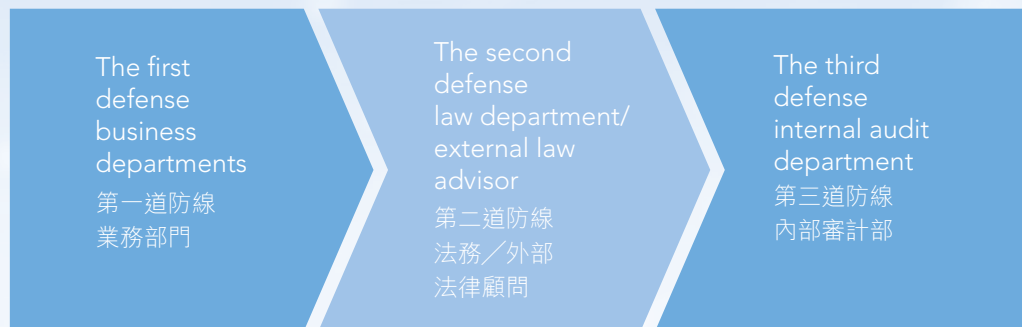 The first
defense
business
departments
第一道防線
業務部門
The second
defense
law department/
external law
advisor
第二道防線
法務／外部
法律顧問
The third
defense
internal audit
department
第三道防線
內部審計部